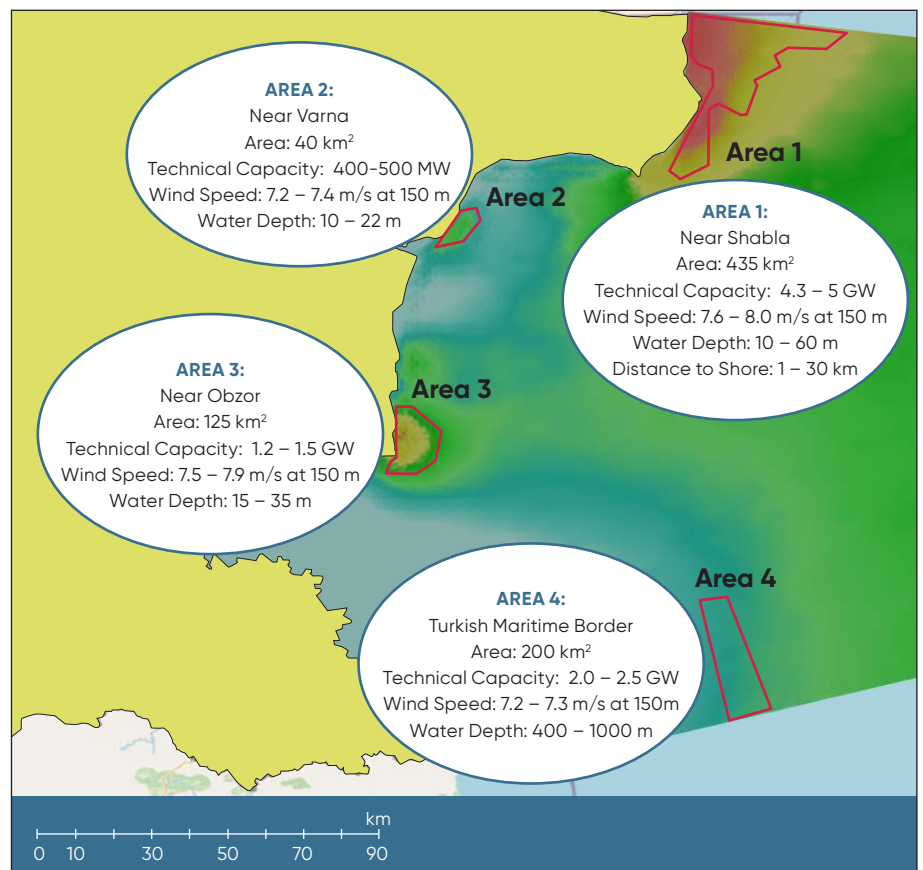 AREA 2:
Near Varna
Area: 40 km²
Technical Capacity: 400-500 MW
Wind Speed: 7.2 – 7.4 m/s at 150 m
Water Depth: 10 – 22 m
Area 1
Area 2
AREA 1:
Near Shabla
Area: 435 km²
Technical Capacity: 4.3 – 5 GW
Wind Speed: 7.6 – 8.0 m/s at 150 m
Water Depth: 10 – 60 m
Distance to Shore: 1 – 30 km
Area 3
AREA 3:
Near Obzor
Area: 125 km²
Technical Capacity: 1.2 – 1.5 GW
Wind Speed: 7.5 – 7.9 m/s at 150 m
Water Depth: 15 – 35 m
Area 4
AREA 4:
Turkish Maritime Border
Area: 200 km²
Technical Capacity: 2.0 – 2.5 GW
Wind Speed: 7.2 – 7.3 m/s at 150m
Water Depth: 400 – 1000 m
km
0 10 30 50 70 90